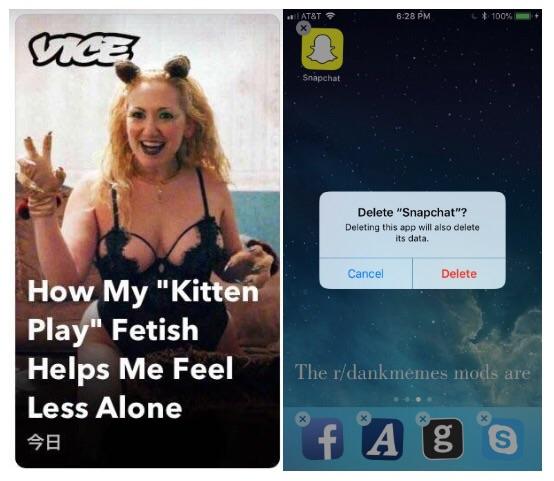 VICE
How My "Kitten
Play" Fetish
Helps Me Feel
Less Alone
今日
AT&T
6:28 PM
100%
Snapchat
Delete "Snapchat"?
Deleting this app will also delete
its data.
Cancel
Delete
The r/dankmemes mods are
f
A
g
S